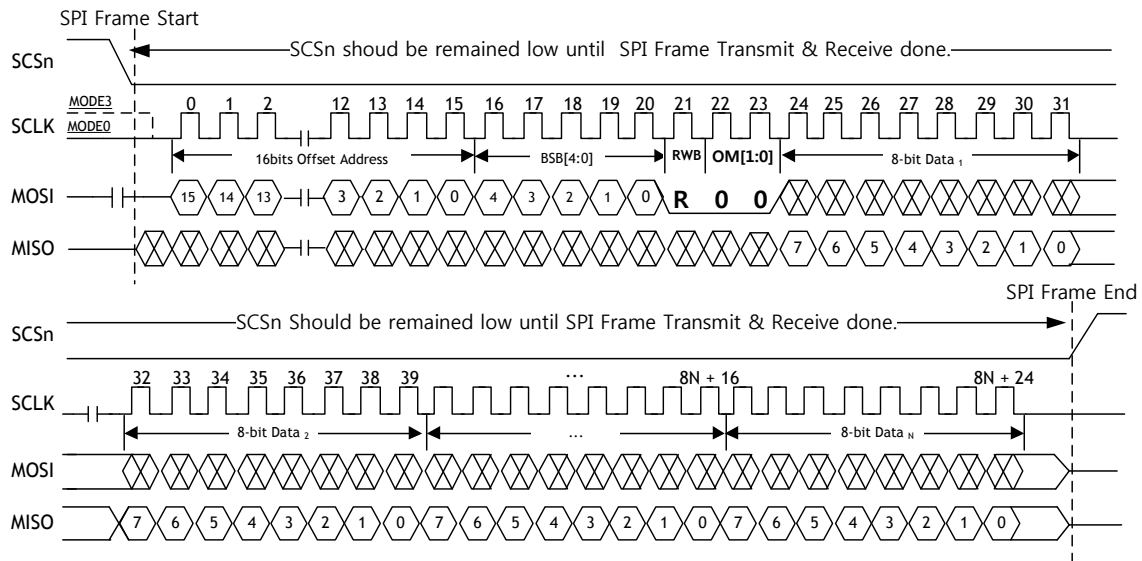 SPI Frame Start
SCSn shoud be remained low until SPI Frame Transmit & Receive done.
SCSn
MODE3
0 1 2 12 13 14 15 16 17 18 19 20 21 22 23 24 25 26 27 28 29 30 31
SCLK MODE0
16bits Offset Address BSB[4:0] RWB OM[1:0] 8-bit Data 1
MOSI 15 14 13 3 2 1 0 4 3 2 1 0 R 0 0
MISO 7 6 5 4 3 2 1 0
SPI Frame End
SCSn Should be remained low until SPI Frame Transmit & Receive done.
SCSn
32 33 34 35 36 37 38 39 ... 8N + 16 8N + 24
SCLK
8-bit Data 2 ... 8-bit Data N
MOSI
MISO 7 6 5 4 3 2 1 0 7 6 5 4 3 2 1 0 7 6 5 4 3 2 1 0